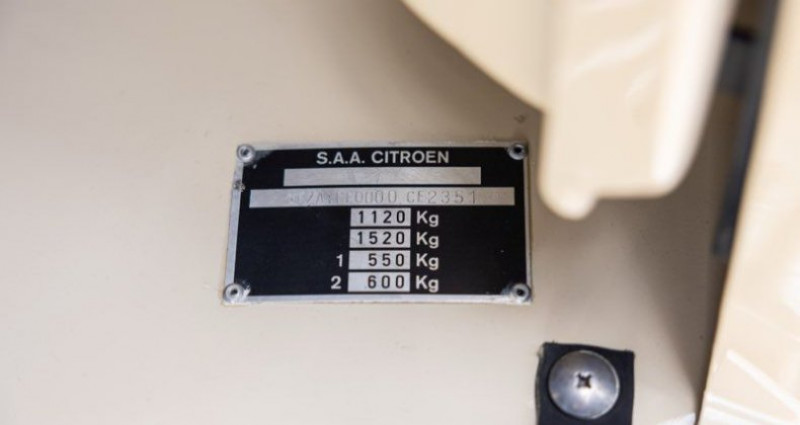 S.A.A. CITROEN
1120 Kg
1520 Kg
1 550 Kg
2 600 Kg